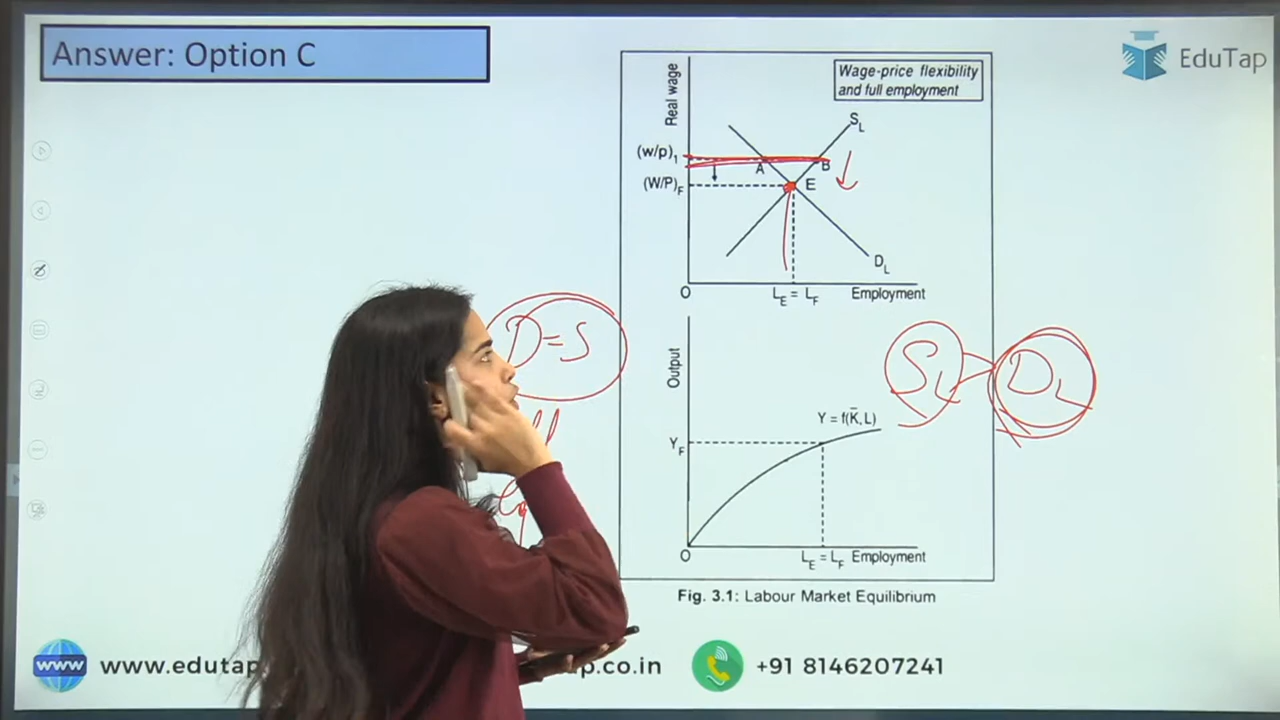 Answer: Option C
EduTap
Wage-price flexibility
and full employment
Real wage
(w/p)1
(W/P)F
A
B
E
SL
DL
O
LE = LF
Employment
D=S
SL
DL
Output
Y = f(K̅, L)
YF
O
LE = LF Employment
Fig. 3.1: Labour Market Equilibrium
www
www.edutap
.co.in
+91 8146207241